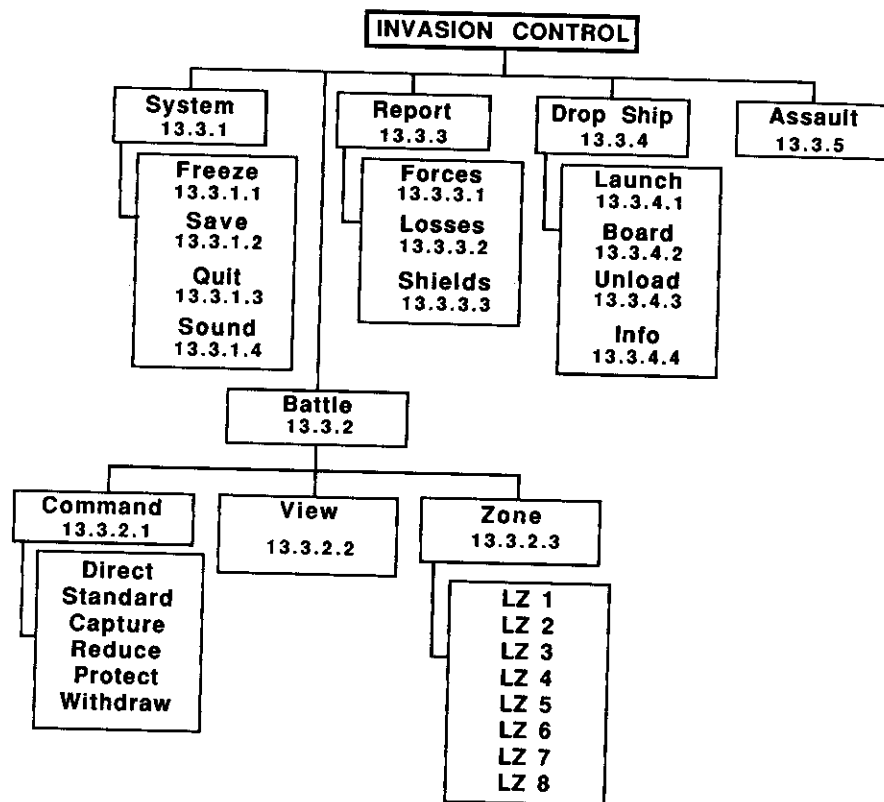 INVASION CONTROL
System
13.3.1
Freeze
13.3.1.1
Save
13.3.1.2
Quit
13.3.1.3
Sound
13.3.1.4
Report
13.3.3
Forces
13.3.3.1
Losses
13.3.3.2
Shields
13.3.3.3
Drop Ship
13.3.4
Launch
13.3.4.1
Board
13.3.4.2
Unload
13.3.4.3
Info
13.3.4.4
Assault
13.3.5
Battle
13.3.2
Command
13.3.2.1
Direct
Standard
Capture
Reduce
Protect
Withdraw
View
13.3.2.2
Zone
13.3.2.3
LZ 1
LZ 2
LZ 3
LZ 4
LZ 5
LZ 6
LZ 7
LZ 8